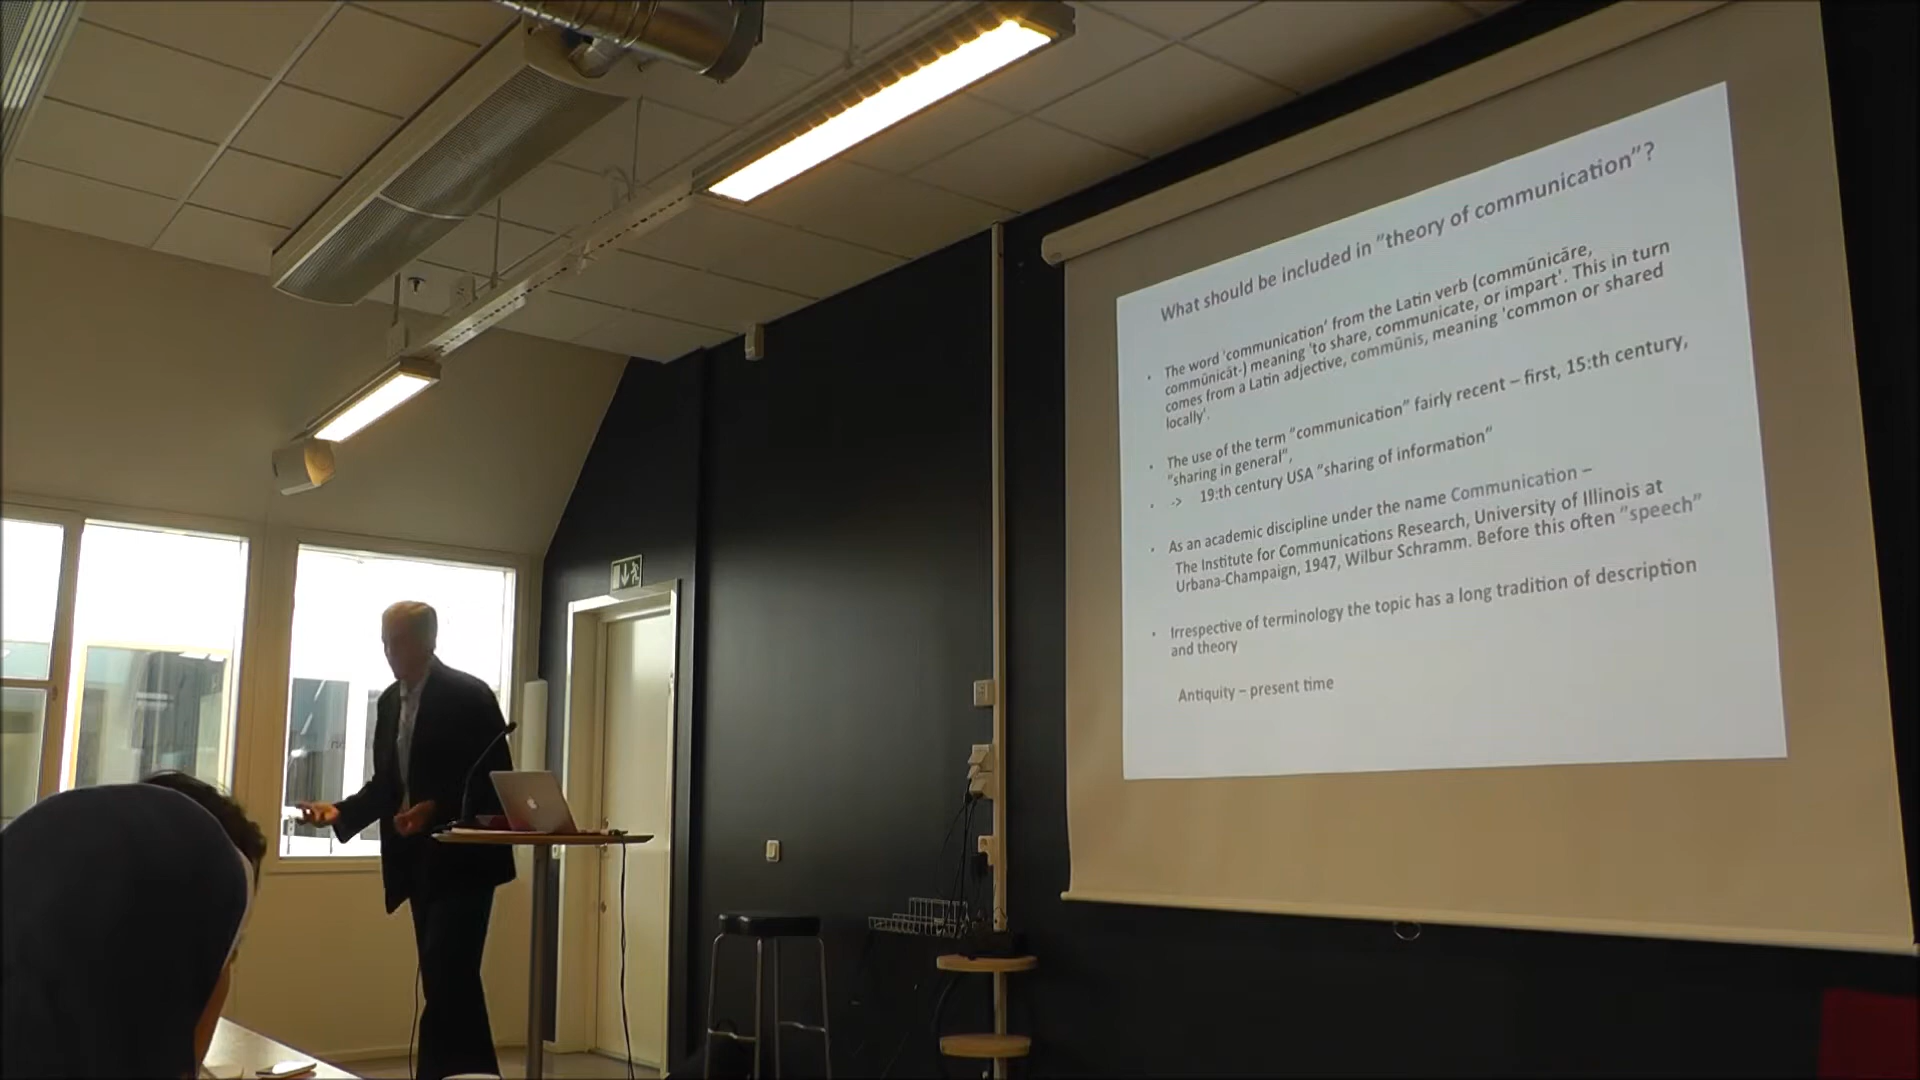 What should be included in ”theory of communication”?
• The word 'communication' from the Latin verb (commūnicāre,
commūnicāt-) meaning 'to share, communicate, or impart'. This in turn
comes from a Latin adjective, commūnis, meaning 'common or shared
locally'.
• The use of the term ”communication” fairly recent – first, 15:th century,
”sharing in general”,
• -> 19:th century USA ”sharing of information”
• As an academic discipline under the name Communication –
The Institute for Communications Research, University of Illinois at
Urbana-Champaign, 1947, Wilbur Schramm. Before this often ”speech”
• Irrespective of terminology the topic has a long tradition of description
and theory
Antiquity – present time